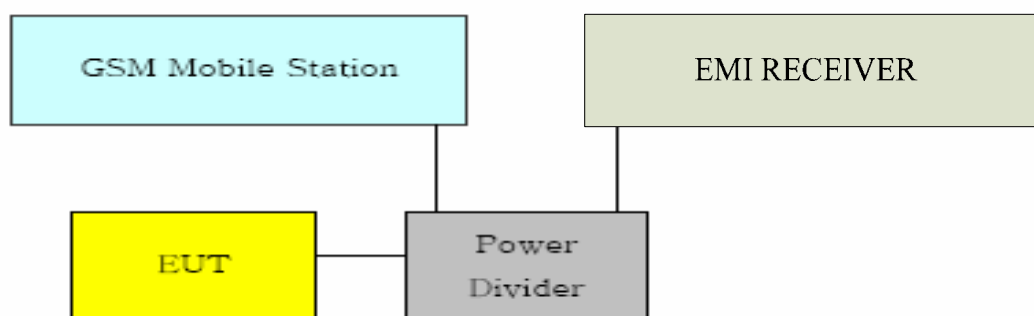 GSM Mobile Station
EMI RECEIVER
EUT
Power
Divider